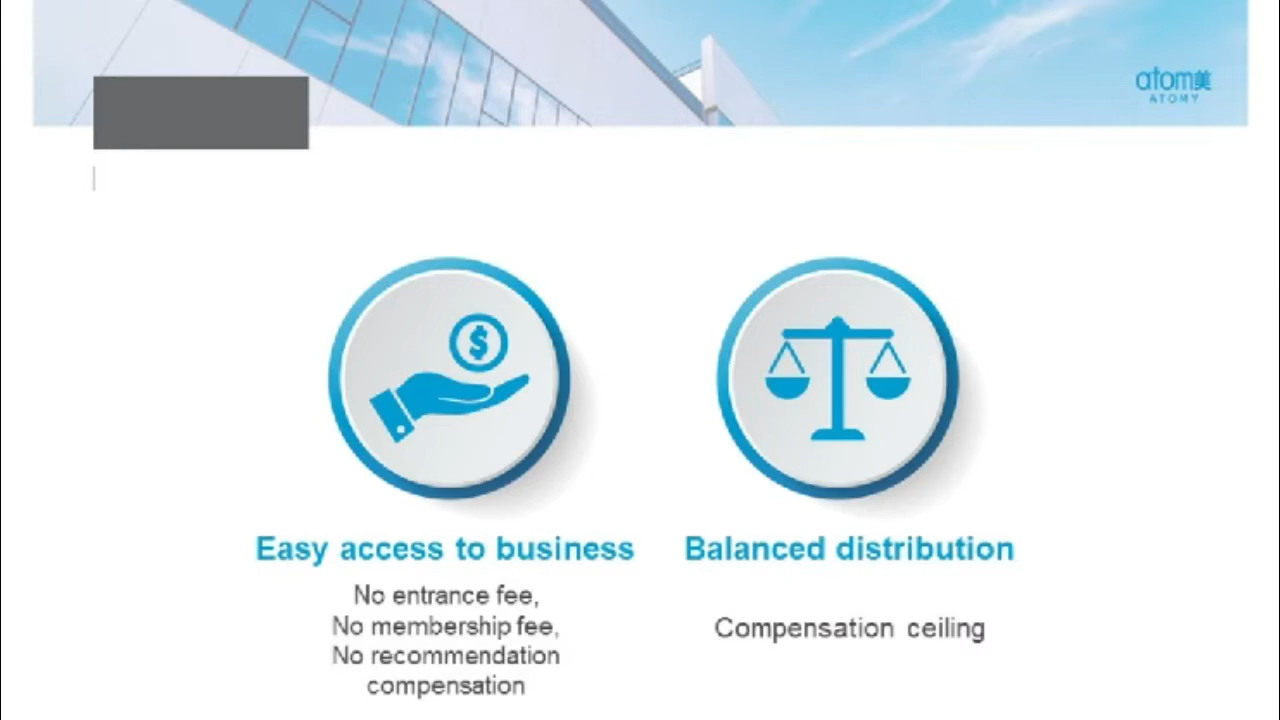 atom美
ATOMY
$
Easy access to business
Balanced distribution
No entrance fee,
No membership fee,
No recommendation
compensation
Compensation ceiling